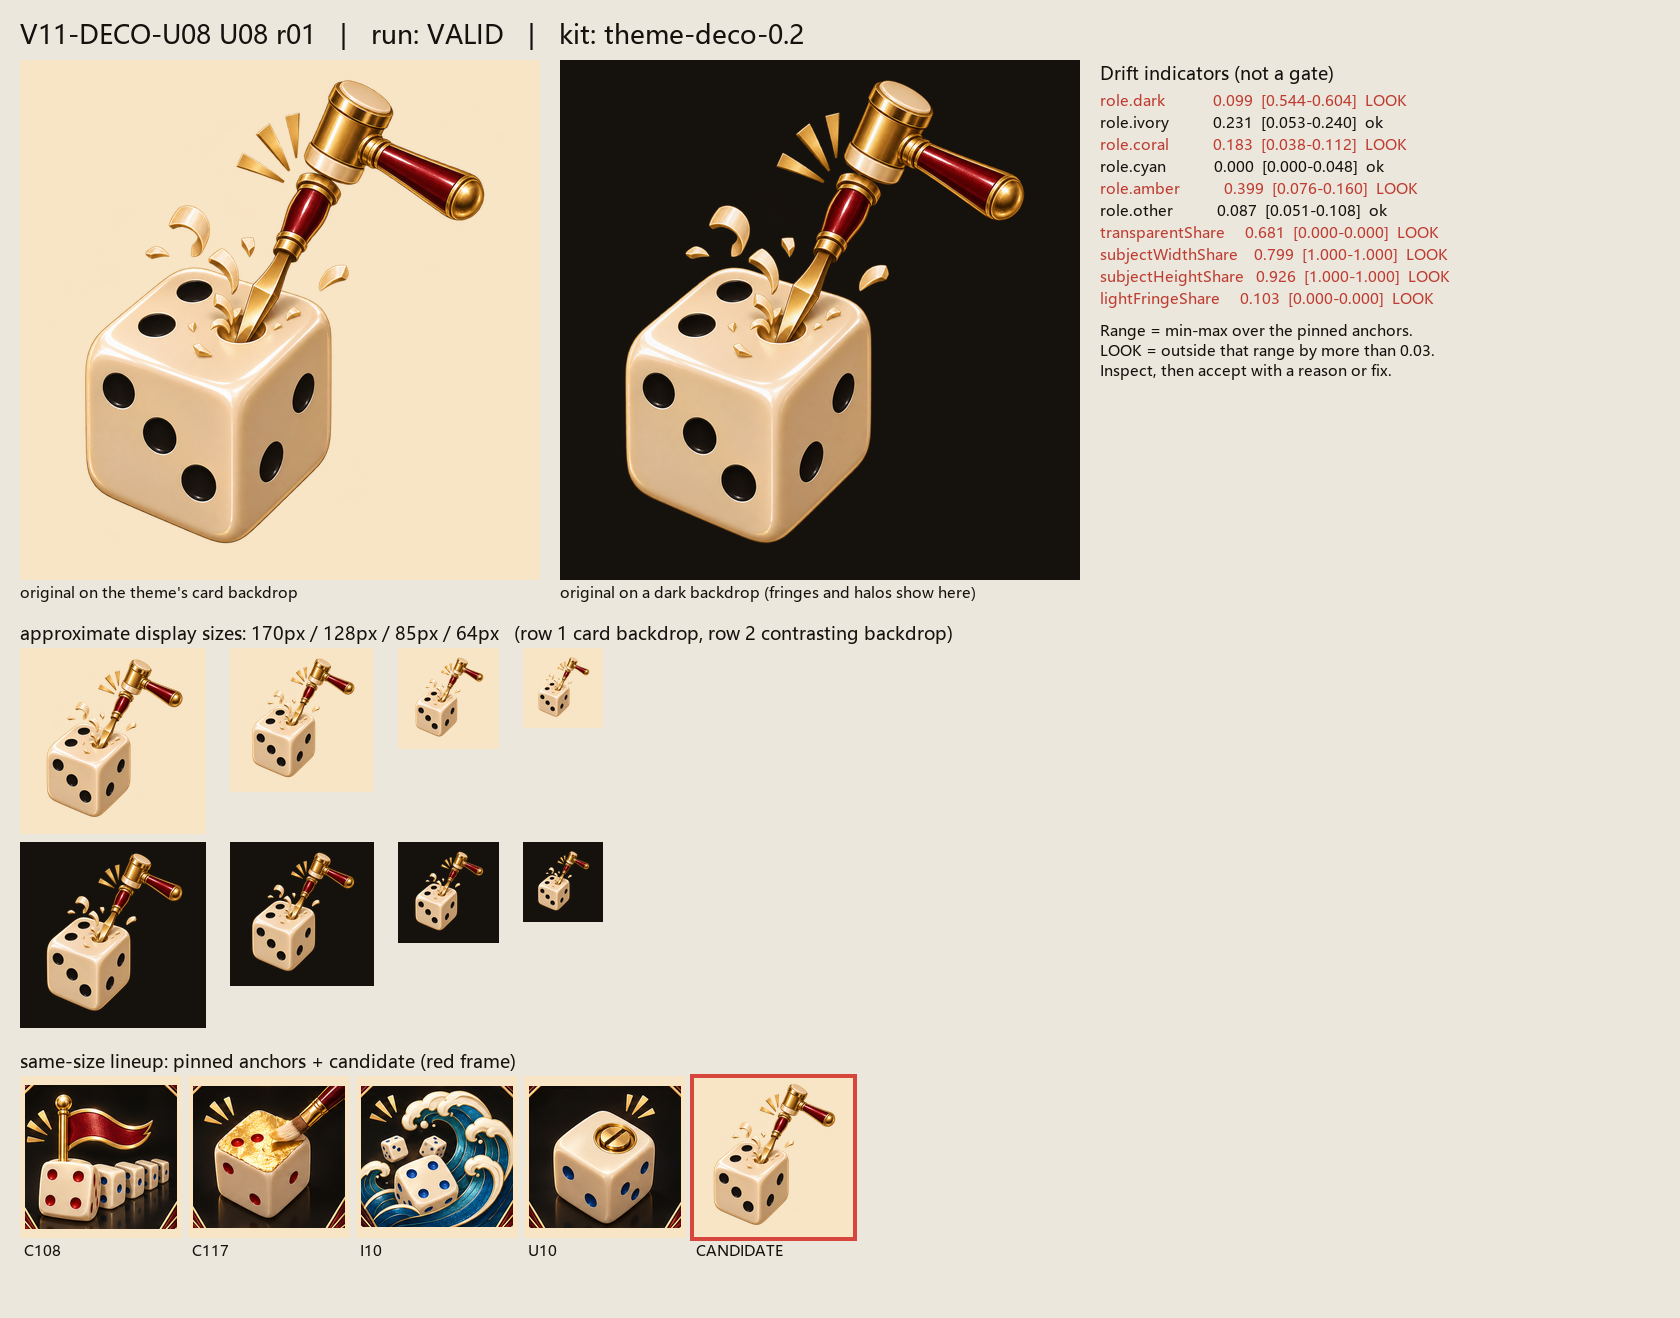 V11-DECO-U08 U08 r01 | run: VALID | kit: theme-deco-0.2
Drift indicators (not a gate)
role.dark 0.099 [0.544-0.604] LOOK
role.ivory 0.231 [0.053-0.240] ok
role.coral 0.183 [0.038-0.112] LOOK
role.cyan 0.000 [0.000-0.048] ok
role.amber 0.399 [0.076-0.160] LOOK
role.other 0.087 [0.051-0.108] ok
transparentShare 0.681 [0.000-0.000] LOOK
subjectWidthShare 0.799 [1.000-1.000] LOOK
subjectHeightShare 0.926 [1.000-1.000] LOOK
lightFringeShare 0.103 [0.000-0.000] LOOK
Range = min-max over the pinned anchors.
LOOK = outside that range by more than 0.03.
Inspect, then accept with a reason or fix.
original on the theme's card backdrop
original on a dark backdrop (fringes and halos show here)
approximate display sizes: 170px / 128px / 85px / 64px (row 1 card backdrop, row 2 contrasting backdrop)
same-size lineup: pinned anchors + candidate (red frame)
C108
C117
I10
U10
CANDIDATE